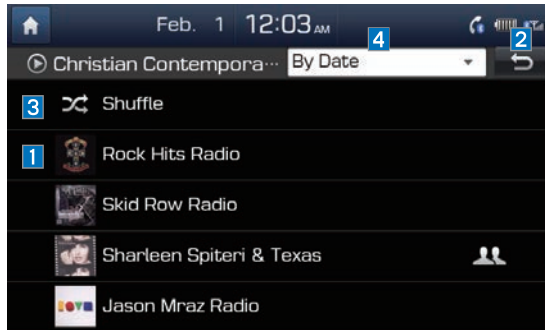 Feb. 1 12:03 AM
4
2
Christian Contempora··· By Date
3 Shuffle
1 Rock Hits Radio
Skid Row Radio
Sharleen Spiteri & Texas
Jason Mraz Radio